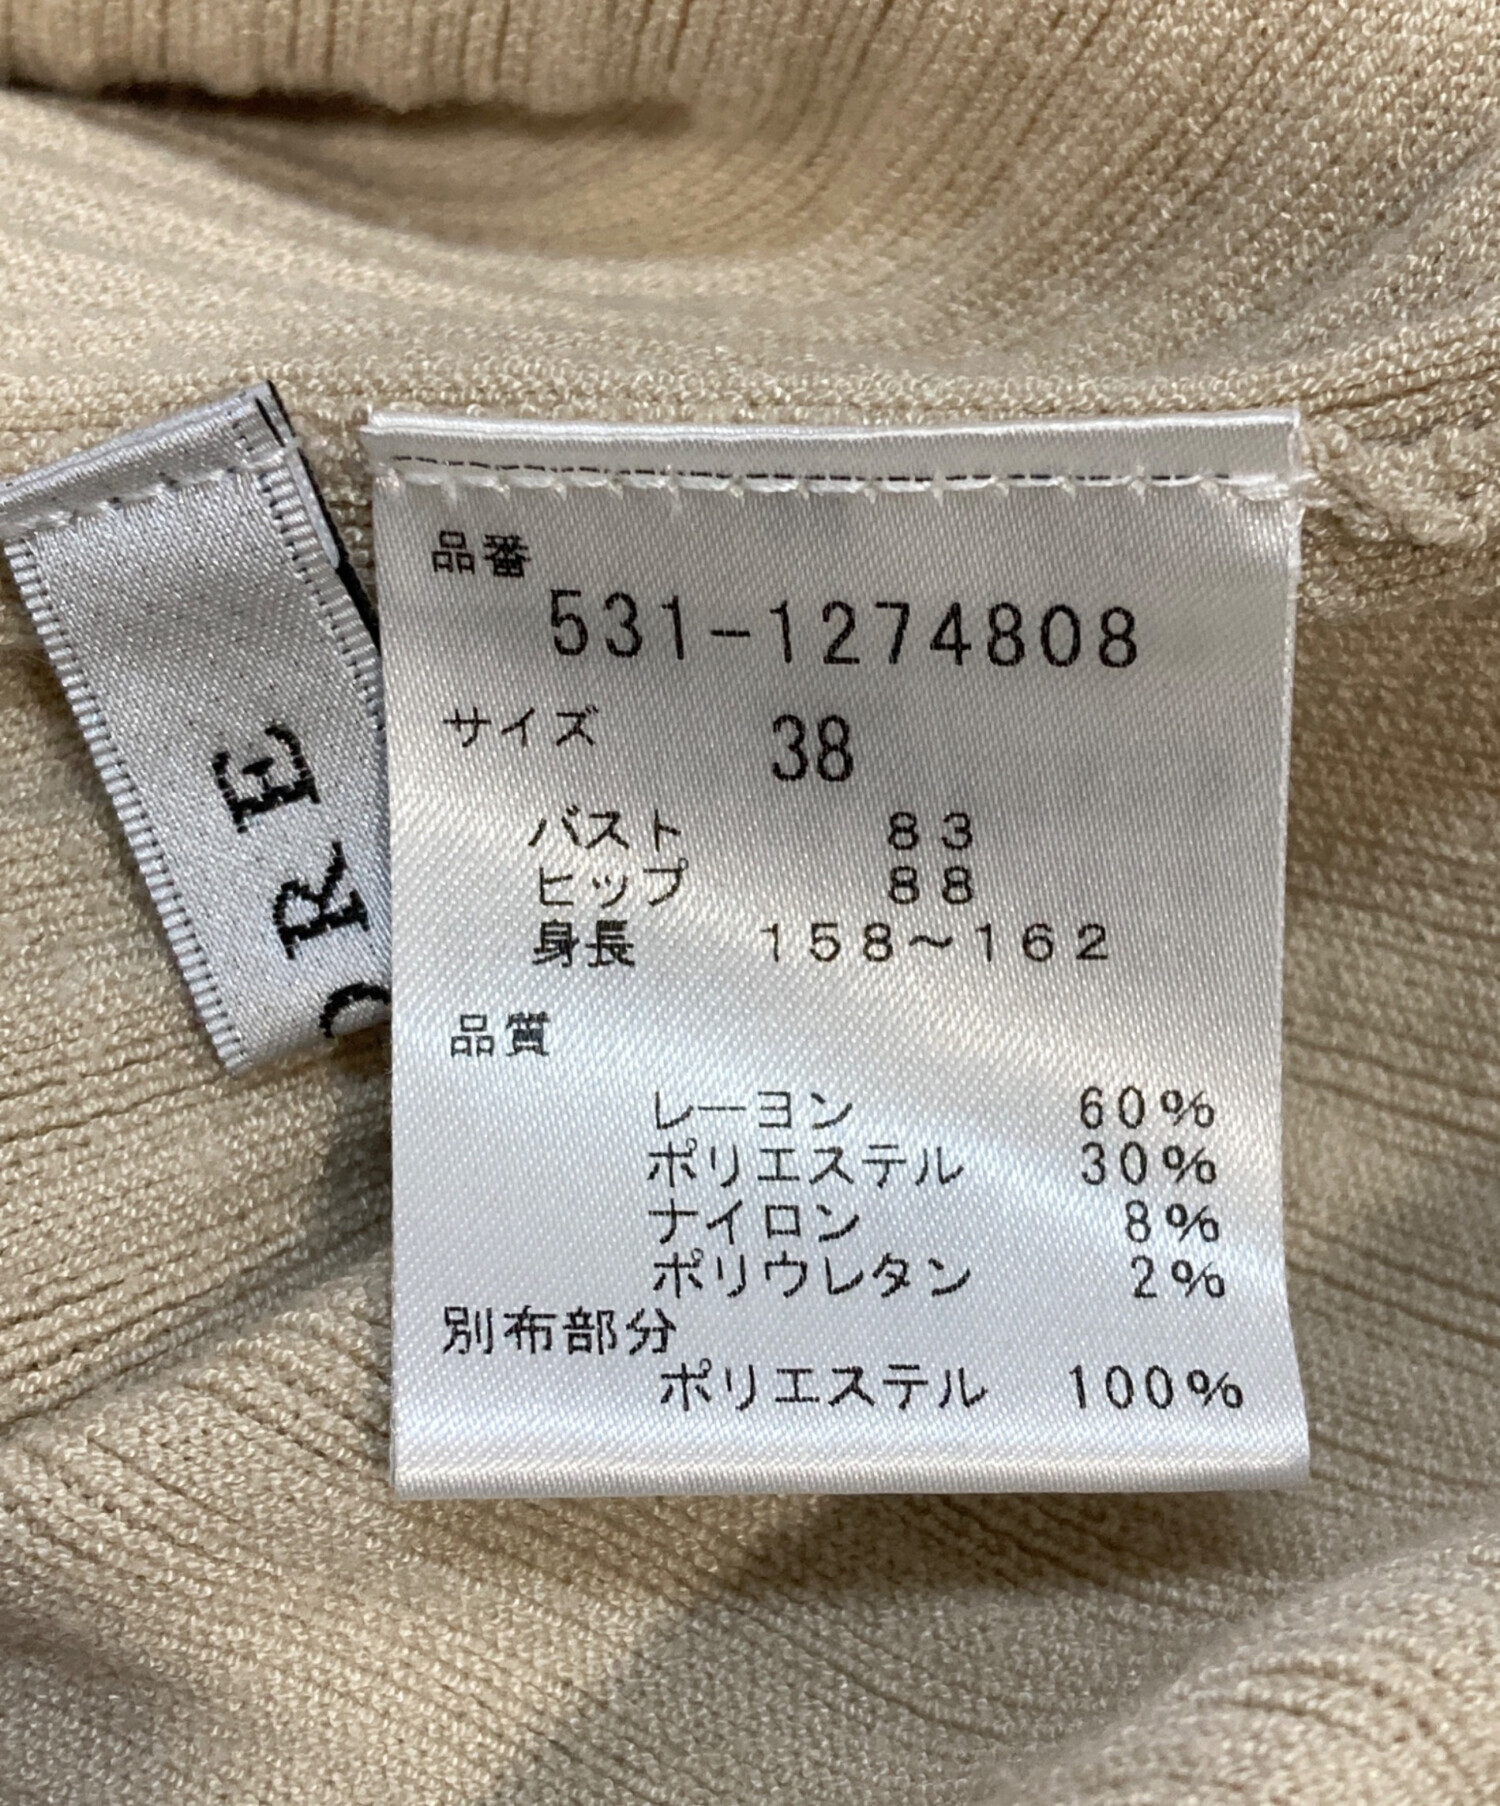 品番
531-1274808
サイズ 38
バスト 83
ヒップ 88
身長 158～162
品質
レーヨン 60%
ポリエステル 30%
ナイロン 8%
ポリウレタン 2%
別布部分
ポリエステル 100%
RE